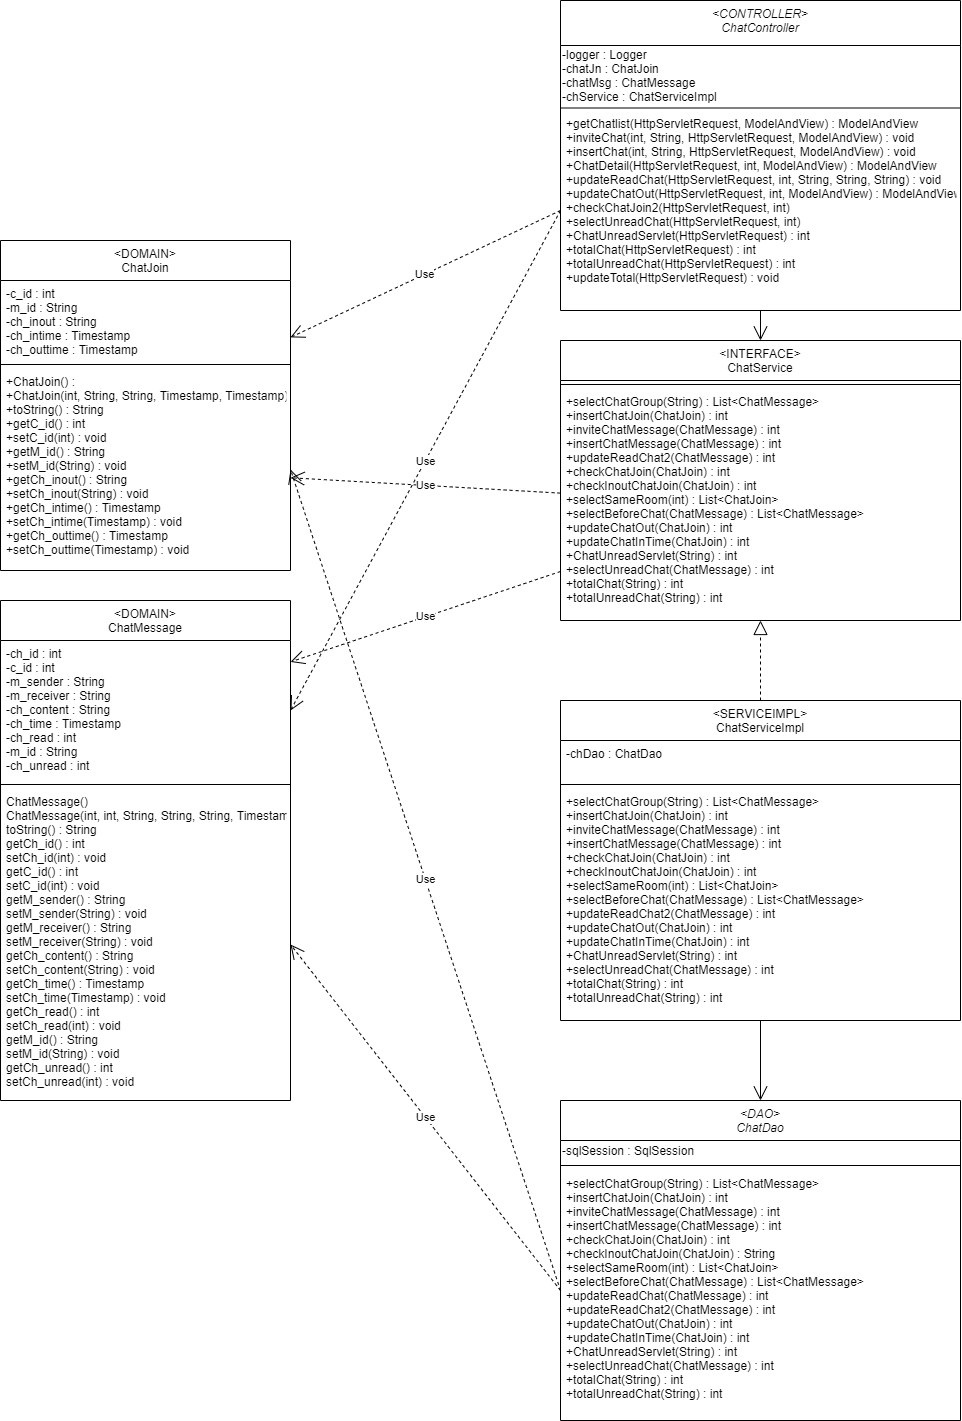 <CONTROLLER>
ChatController
-logger : Logger
-chatJn : ChatJoin
-chatMsg : ChatMessage
-chService : ChatServiceImpl
+getChatlist(HttpServletRequest, ModelAndView) : ModelAndView
+inviteChat(int, String, HttpServletRequest, ModelAndView) : void
+insertChat(int, String, HttpServletRequest, ModelAndView) : void
+ChatDetail(HttpServletRequest, int, ModelAndView) : ModelAndView
+updateReadChat(HttpServletRequest, int, String, String, String) : void
+updateChatOut(HttpServletRequest, int, ModelAndView) : ModelAndView
+checkChatJoin2(HttpServletRequest, int)
+selectUnreadChat(HttpServletRequest, int)
+ChatUnreadServlet(HttpServletRequest) : int
+totalChat(HttpServletRequest) : int
+totalUnreadChat(HttpServletRequest) : int
+updateTotal(HttpServletRequest) : void
<DOMAIN>
ChatJoin
-c_id : int
-m_id : String
-ch_inout : String
-ch_intime : Timestamp
-ch_outtime : Timestamp
+ChatJoin() :
+ChatJoin(int, String, String, Timestamp, Timestamp)
+toString() : String
+getC_id() : int
+setC_id(int) : void
+getM_id() : String
+setM_id(String) : void
+getCh_inout() : String
+setCh_inout(String) : void
+getCh_intime() : Timestamp
+setCh_intime(Timestamp) : void
+getCh_outtime() : Timestamp
+setCh_outtime(Timestamp) : void
Use
Use
Use
Use
Use
Use
<INTERFACE>
ChatService
+selectChatGroup(String) : List<ChatMessage>
+insertChatJoin(ChatJoin) : int
+inviteChatMessage(ChatMessage) : int
+insertChatMessage(ChatMessage) : int
+updateReadChat2(ChatMessage) : int
+checkChatJoin(ChatJoin) : int
+checkInoutChatJoin(ChatJoin) : int
+selectSameRoom(int) : List<ChatJoin>
+selectBeforeChat(ChatMessage) : List<ChatMessage>
+updateChatOut(ChatJoin) : int
+updateChatInTime(ChatJoin) : int
+ChatUnreadServlet(String) : int
+selectUnreadChat(ChatMessage) : int
+totalChat(String) : int
+totalUnreadChat(String) : int
<DOMAIN>
ChatMessage
-ch_id : int
-c_id : int
-m_sender : String
-m_receiver : String
-ch_content : String
-ch_time : Timestamp
-ch_read : int
-m_id : String
-ch_unread : int
ChatMessage()
ChatMessage(int, int, String, String, String, Timestam
toString() : String
getCh_id() : int
setCh_id(int) : void
getC_id() : int
setC_id(int) : void
getM_sender() : String
setM_sender(String) : void
getM_receiver() : String
setM_receiver(String) : void
getCh_content() : String
setCh_content(String) : void
getCh_time() : Timestamp
setCh_time(Timestamp) : void
getCh_read() : int
setCh_read(int) : void
getM_id() : String
setM_id(String) : void
getCh_unread() : int
setCh_unread(int) : void
<SERVICEIMPL>
ChatServiceImpl
-chDao : ChatDao
+selectChatGroup(String) : List<ChatMessage>
+insertChatJoin(ChatJoin) : int
+inviteChatMessage(ChatMessage) : int
+insertChatMessage(ChatMessage) : int
+checkChatJoin(ChatJoin) : int
+checkInoutChatJoin(ChatJoin) : int
+selectSameRoom(int) : List<ChatJoin>
+selectBeforeChat(ChatMessage) : List<ChatMessage>
+updateReadChat2(ChatMessage) : int
+updateChatOut(ChatJoin) : int
+updateChatInTime(ChatJoin) : int
+ChatUnreadServlet(String) : int
+selectUnreadChat(ChatMessage) : int
+totalChat(String) : int
+totalUnreadChat(String) : int
<DAO>
ChatDao
-sqlSession : SqlSession
+selectChatGroup(String) : List<ChatMessage>
+insertChatJoin(ChatJoin) : int
+inviteChatMessage(ChatMessage) : int
+insertChatMessage(ChatMessage) : int
+checkChatJoin(ChatJoin) : int
+checkInoutChatJoin(ChatJoin) : String
+selectSameRoom(int) : List<ChatJoin>
+selectBeforeChat(ChatMessage) : List<ChatMessage>
+updateReadChat(ChatMessage) : int
+updateReadChat2(ChatMessage) : int
+updateChatOut(ChatJoin) : int
+updateChatInTime(ChatJoin) : int
+ChatUnreadServlet(String) : int
+selectUnreadChat(ChatMessage) : int
+totalChat(String) : int
+totalUnreadChat(String) : int